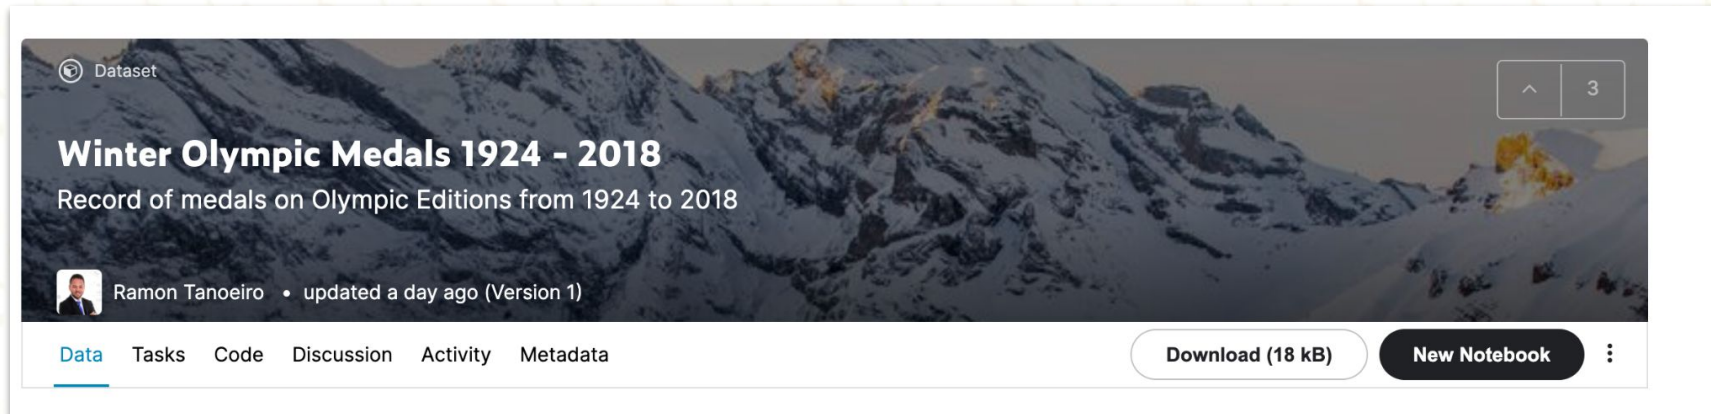 Dataset
3
Winter Olympic Medals 1924 - 2018
Record of medals on Olympic Editions from 1924 to 2018
Ramon Tanoeiro • updated a day ago (Version 1)
Data Tasks Code Discussion Activity Metadata Download (18 kB) New Notebook